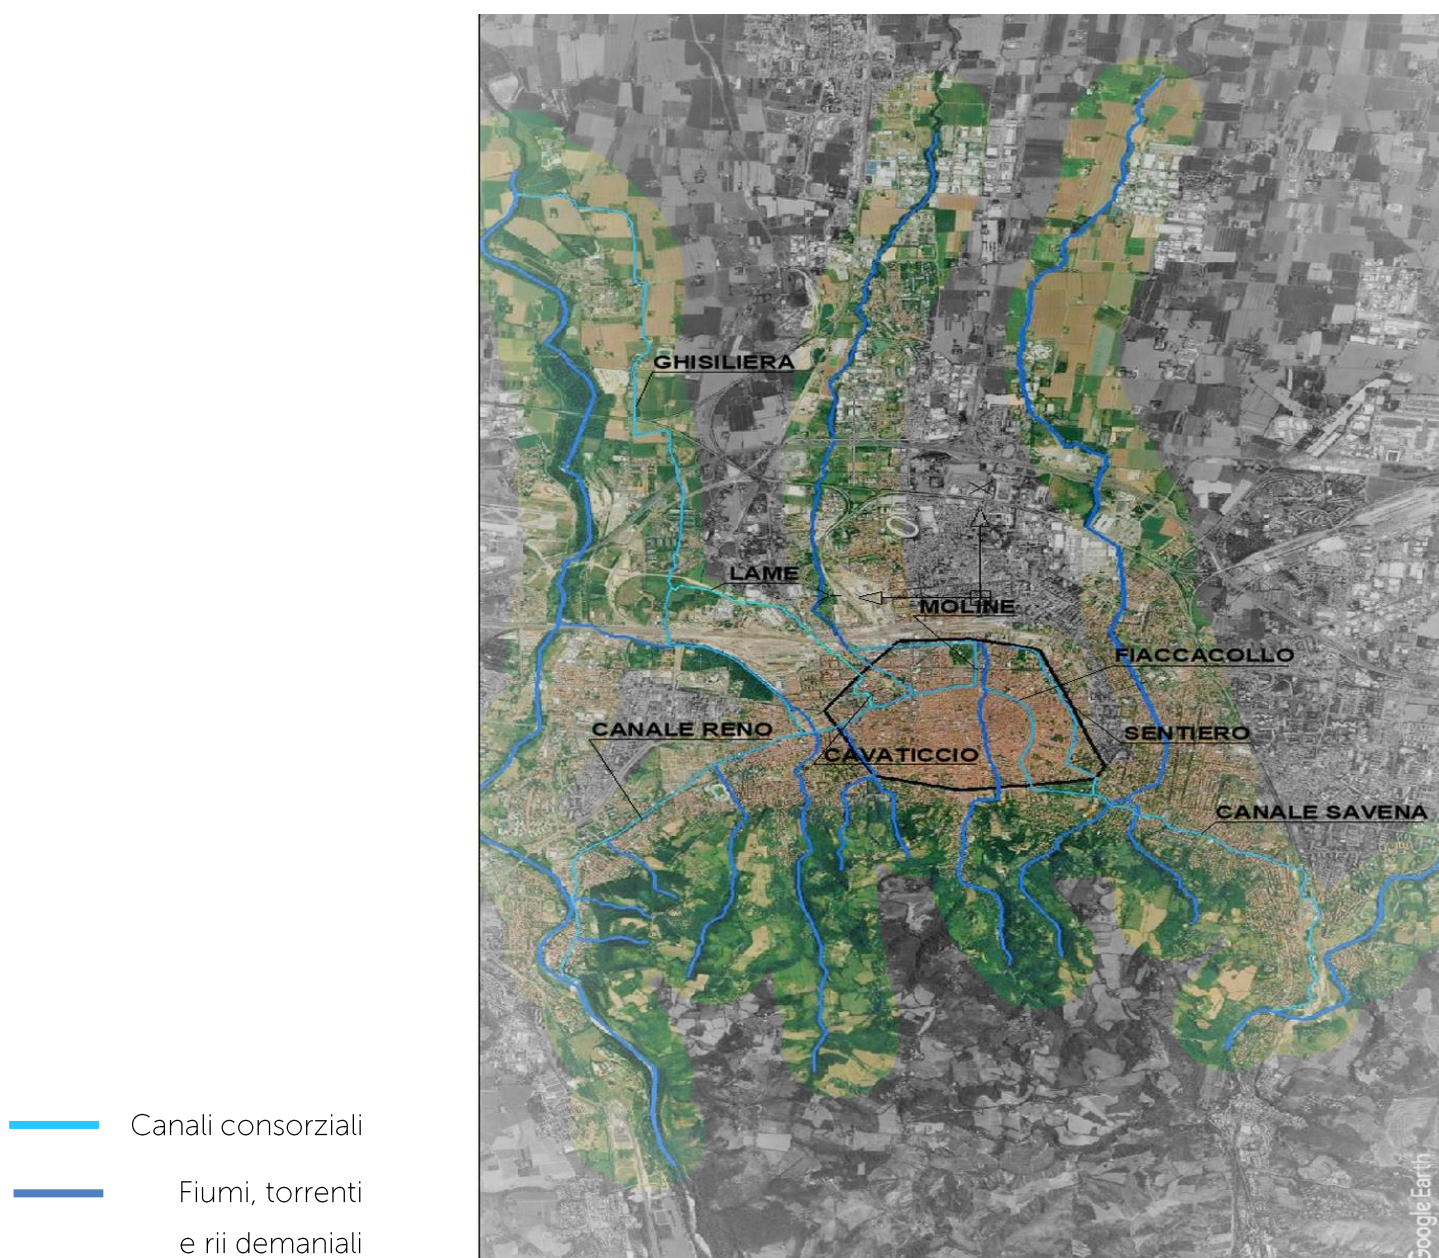 GHISILIERA
LAME
MOLINE
FIACCACOLLO
CANALE RENO
SENTIERO
CAVATICCIO
CANALE SAVENA
Canali consorziali
Fiumi, torrenti
e rii demaniali
Google Earth